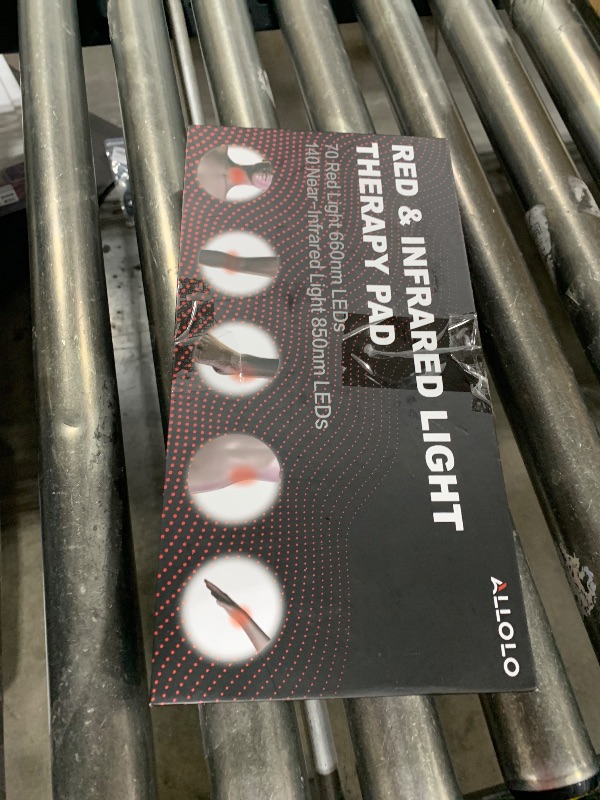 RED & INFRARED LIGHT
THERAPY PAD
70 Red Light 660nm LEDs
140 Near-Infrared Light 850nm LEDs
ALLOLO